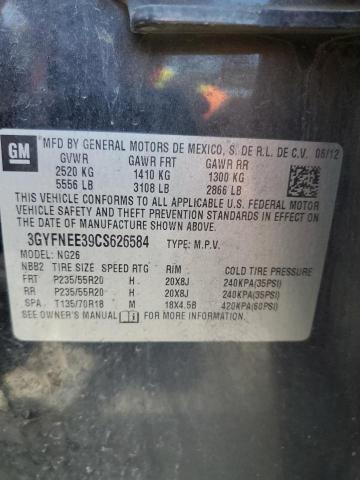 GM
MFD BY GENERAL MOTORS DE MEXICO, S. DE R.L. DE C.V. 06/12
GVWR GAWR FRT GAWR RR
2520 KG 1410 KG 1300 KG
5556 LB 3108 LB 2866 LB
THIS VEHICLE CONFORMS TO ALL APPLICABLE U.S. FEDERAL MOTOR
VEHICLE SAFETY AND THEFT PREVENTION STANDARDS IN EFFECT ON
THE DATE OF MANUFACTURE SHOWN ABOVE.
3GYFNEE39CS626584 TYPE: M.P.V.
MODEL: NG26
NBB2 TIRE SIZE SPEED RTG RIM COLD TIRE PRESSURE
FRT P235/55R20 H 20X8J 240KPA(35PSI)
RR P235/55R20 H 20X8J 240KPA(35PSI)
SPA T135/70R18 M 18X4.5B 420KPA(60PSI)
SEE OWNER'S MANUAL FOR MORE INFORMATION.